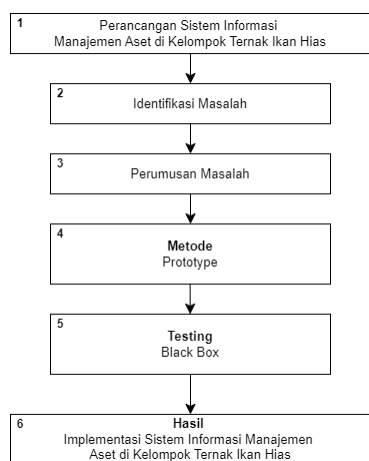 1
Perancangan Sistem Informasi
Manajemen Aset di Kelompok Ternak Ikan Hias
2
Identifikasi Masalah
3
Perumusan Masalah
4
Metode
Prototype
5
Testing
Black Box
6
Hasil
Implementasi Sistem Informasi Manajemen
Aset di Kelompok Ternak Ikan Hias